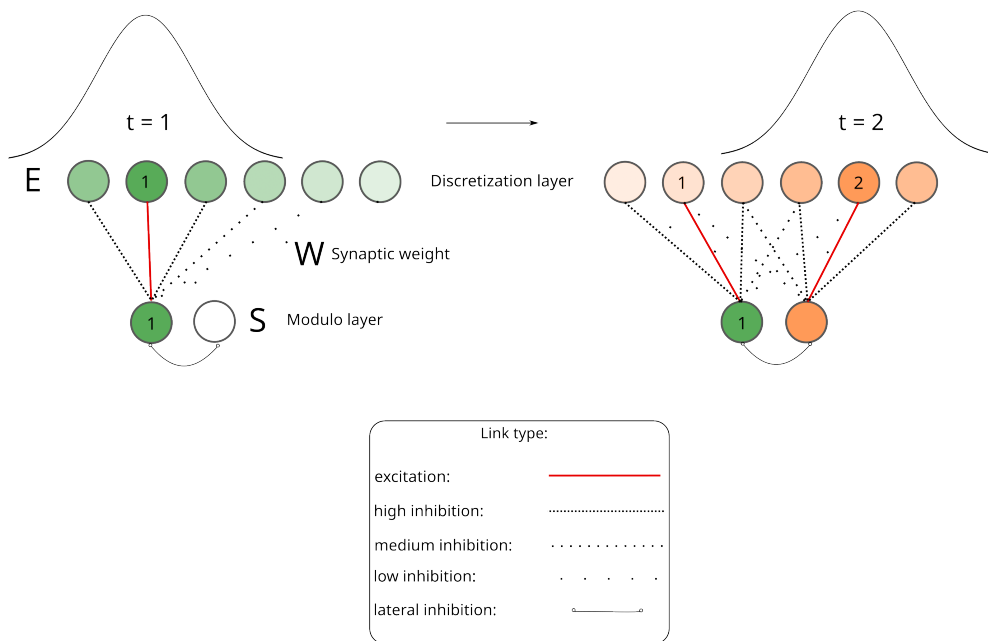 t = 1
t = 2
E
1
Discretization layer
1
2
W Synaptic weight
1
S
Modulo layer
1
Link type:
excitation:
high inhibition:
medium inhibition:
low inhibition:
lateral inhibition: